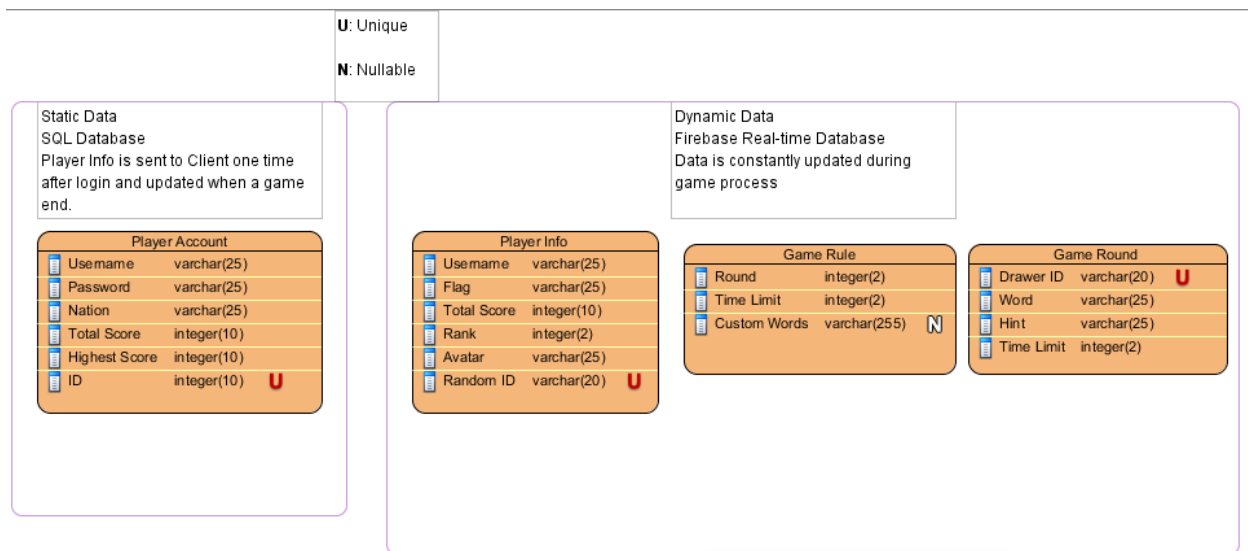 U: Unique
N: Nullable
Static Data
SQL Database
Player Info is sent to Client one time
after login and updated when a game
end.
Player Account
Username varchar(25)
Password varchar(25)
Nation varchar(25)
Total Score integer(10)
Highest Score integer(10)
ID integer(10) U
Dynamic Data
Firebase Real-time Database
Data is constantly updated during
game process
Player Info
Username varchar(25)
Flag varchar(25)
Total Score integer(10)
Rank integer(2)
Avatar varchar(25)
Random ID varchar(20) U
Game Rule
Round integer(2)
Time Limit integer(2)
Custom Words varchar(255) N
Game Round
Drawer ID varchar(20) U
Word varchar(25)
Hint varchar(25)
Time Limit integer(2)